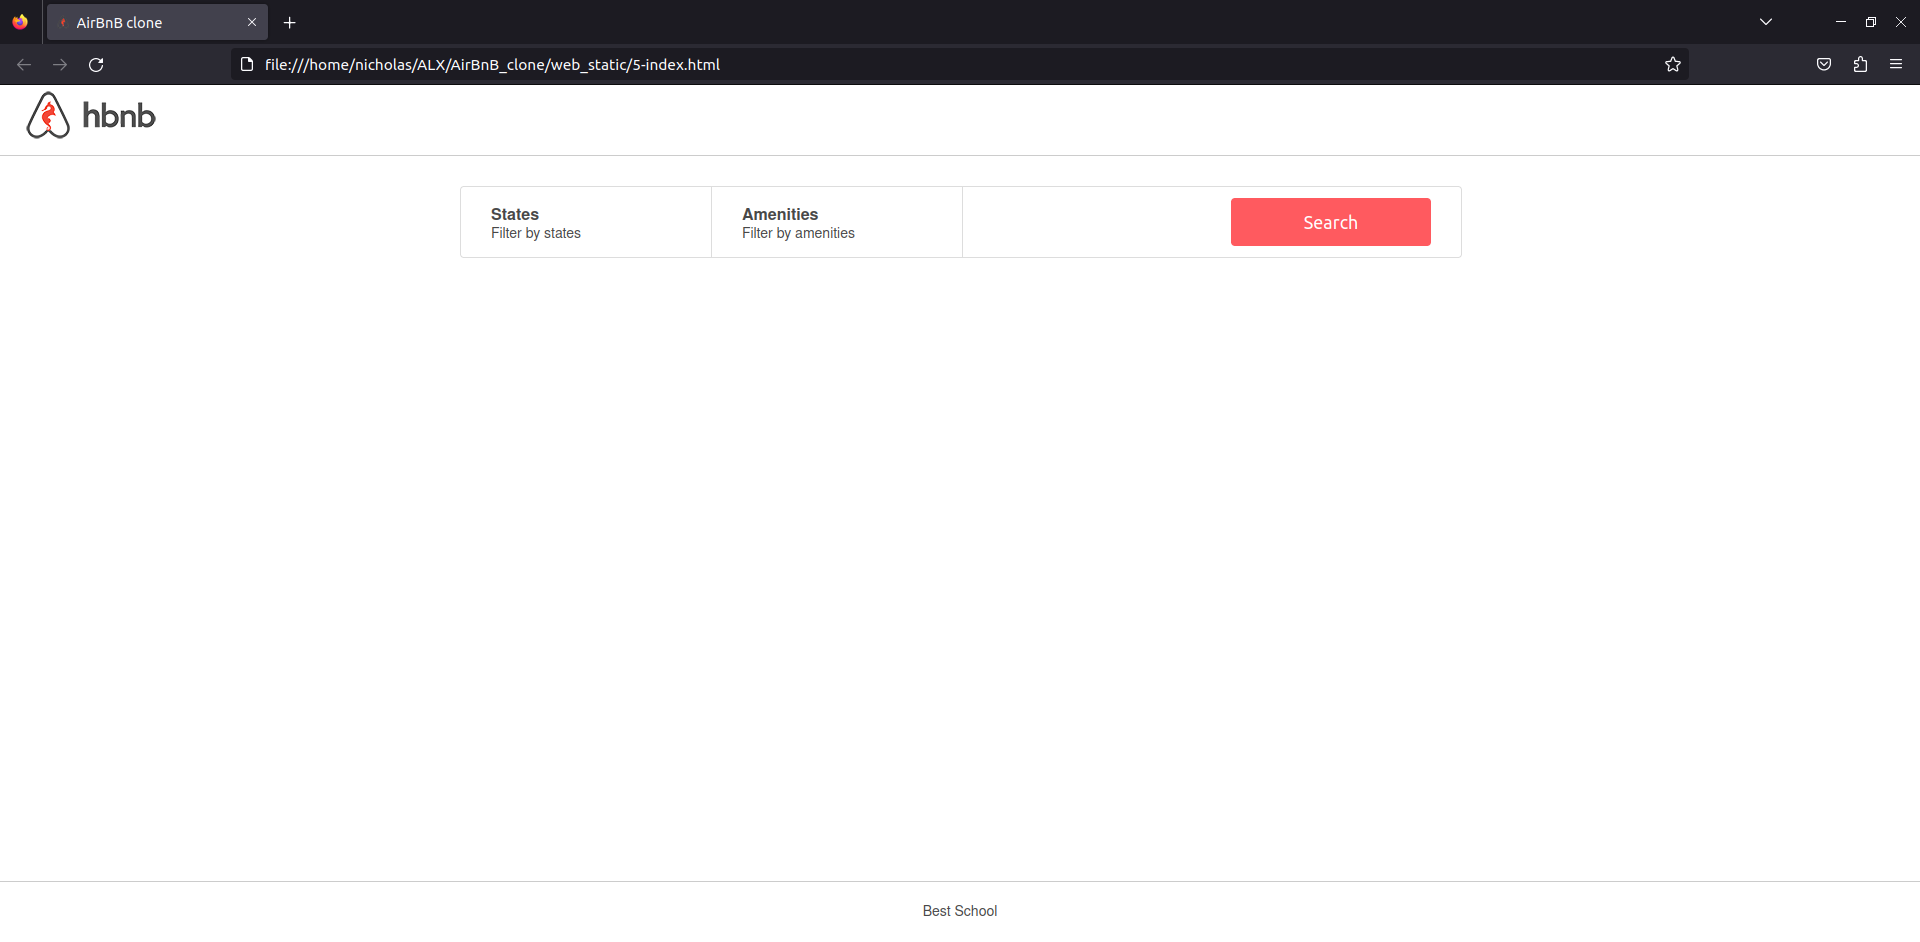 AirBnB clone
file:///home/nicholas/ALX/AirBnB_clone/web_static/5-index.html
hbnb
States
Filter by states
Amenities
Filter by amenities
Search
Best School